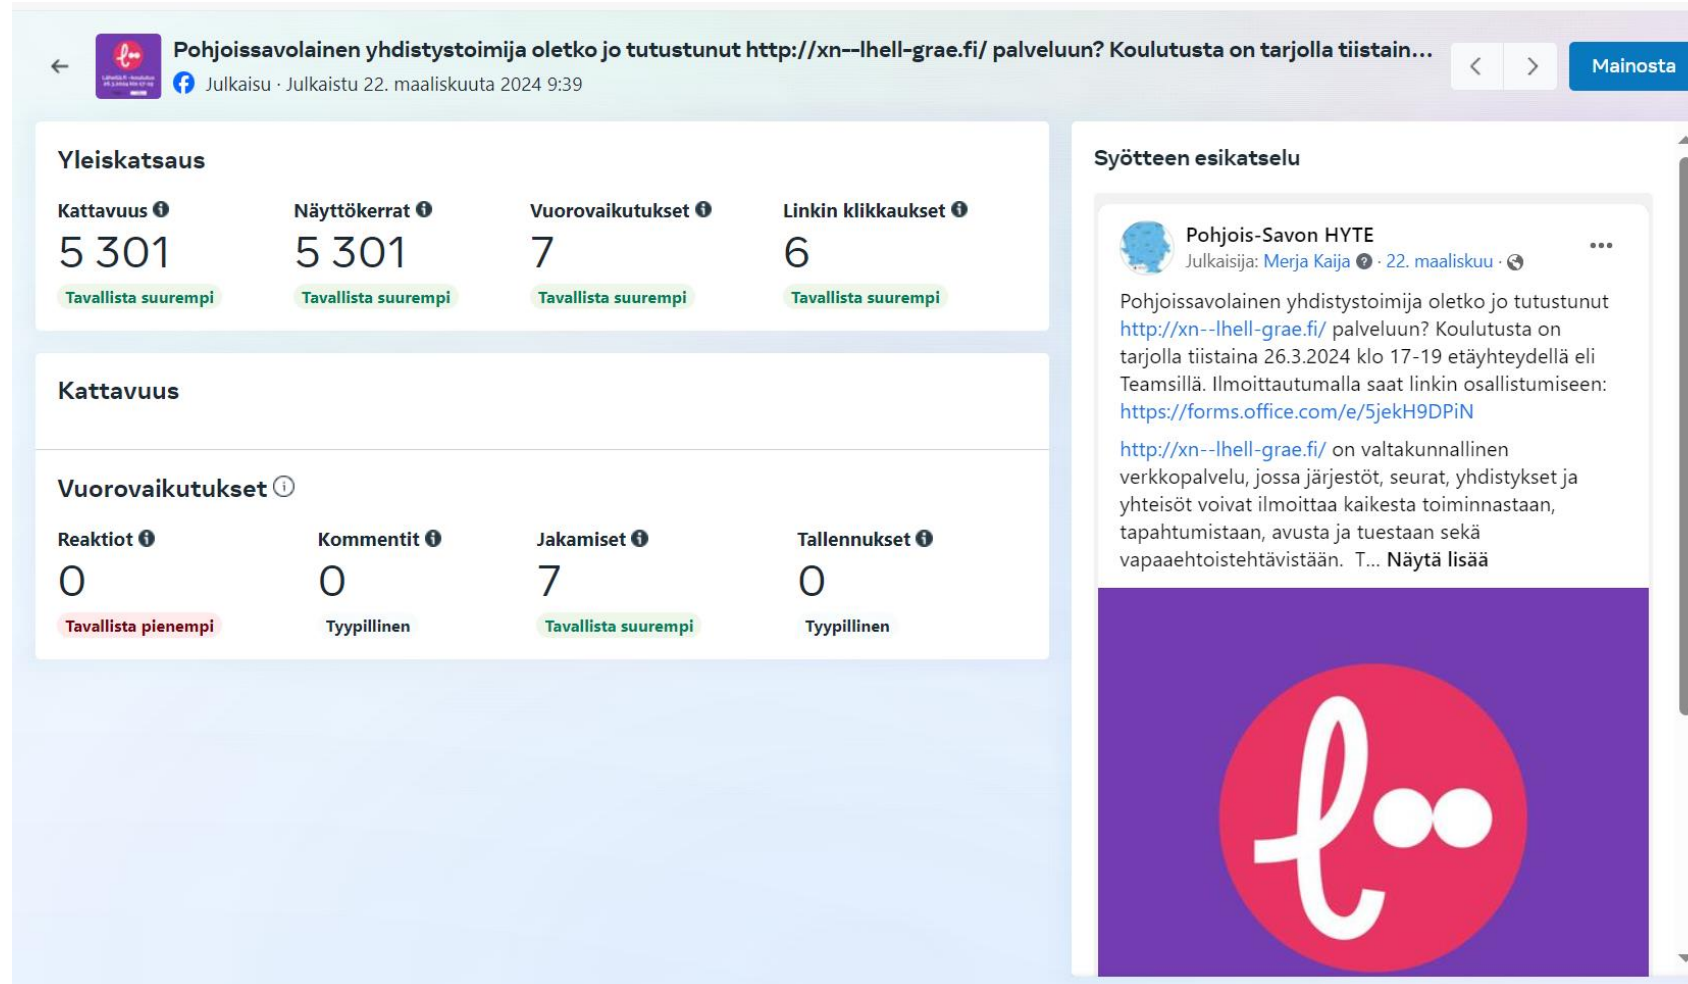 Pohjoissavolainen yhdistystoimija oletko jo tutustunut http://xn--lhell-grae.fi/ palveluun? Koulutusta on tarjolla tiistain...
Julkaisu · Julkaistu 22. maaliskuuta 2024 9:39
Mainosta
Yleiskatsaus
Kattavuus
Näyttökerrat
Vuorovaikutukset
Linkin klikkaukset
5 301
5 301
7
6
Tavallista suurempi
Tavallista suurempi
Tavallista suurempi
Tavallista suurempi
Kattavuus
Vuorovaikutukset
Reaktiot
Kommentit
Jakamiset
Tallennukset
0
0
7
0
Tavallista pienempi
Tyypillinen
Tavallista suurempi
Tyypillinen
Syötteen esikatselu
Pohjois-Savon HYTE
Julkaisija: Merja Kaija · 22. maaliskuu ·
Pohjoissavolainen yhdistystoimija oletko jo tutustunut
http://xn--lhell-grae.fi/ palveluun? Koulutusta on
tarjolla tiistaina 26.3.2024 klo 17-19 etäyhteydellä eli
Teamsillä. Ilmoittautumalla saat linkin osallistumiseen:
https://forms.office.com/e/5jekH9DPiN
http://xn--lhell-grae.fi/ on valtakunnallinen
verkkopalvelu, jossa järjestöt, seurat, yhdistykset ja
yhteisöt voivat ilmoittaa kaikesta toiminnastaan,
tapahtumistaan, avusta ja tuestaan sekä
vapaaehtoistehtävistään. T... Näytä lisää